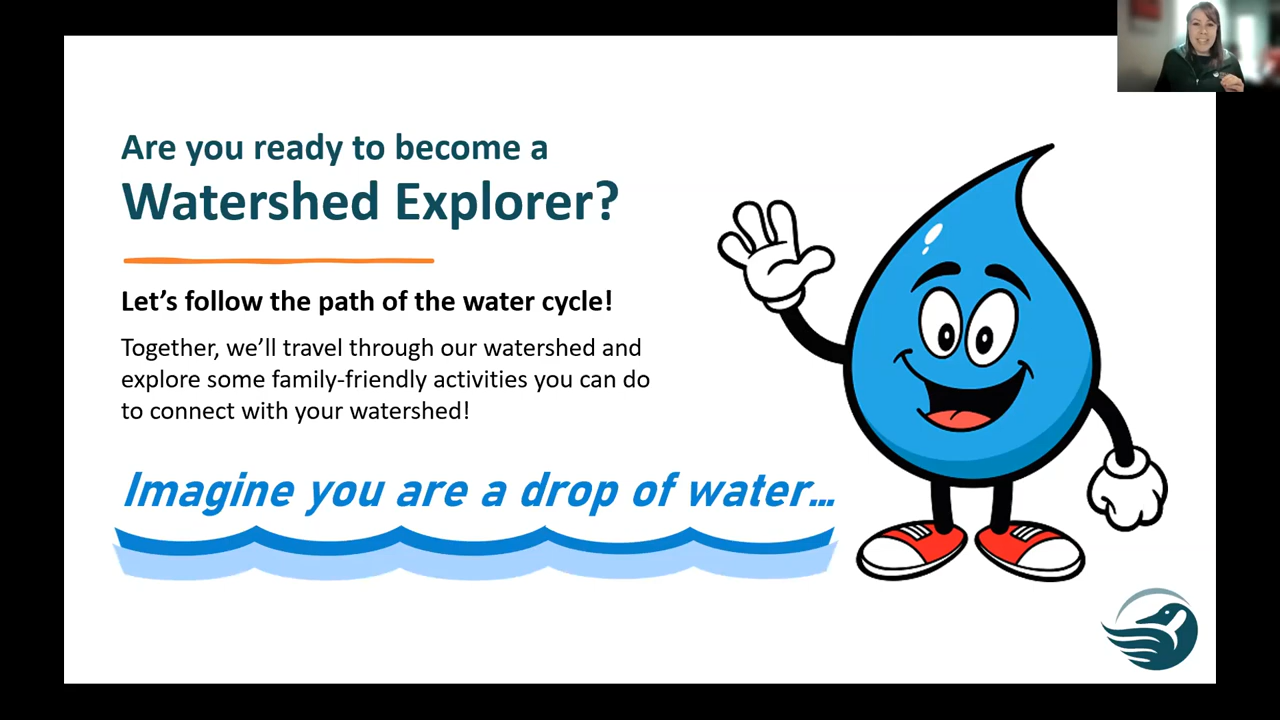 Are you ready to become a
Watershed Explorer?
Let’s follow the path of the water cycle!
Together, we’ll travel through our watershed and
explore some family-friendly activities you can do
to connect with your watershed!
Imagine you are a drop of water...